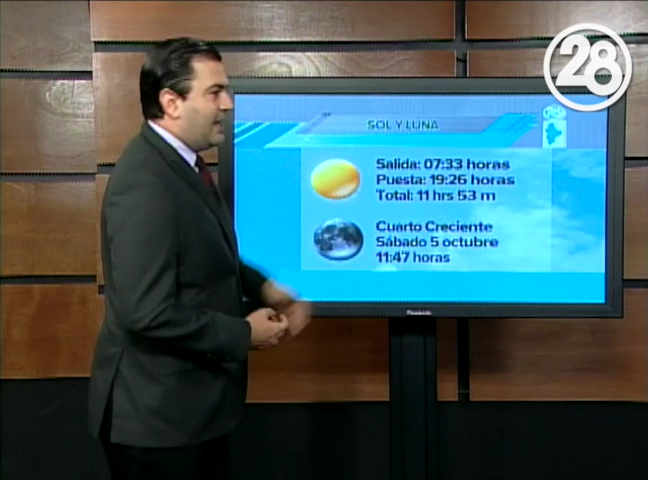 28
SOL Y LUNA
Salida: 07:33 horas
Puesta: 19:26 horas
Total: 11 hrs 53 m
Cuarto Creciente
Sábado 5 octubre
11:47 horas